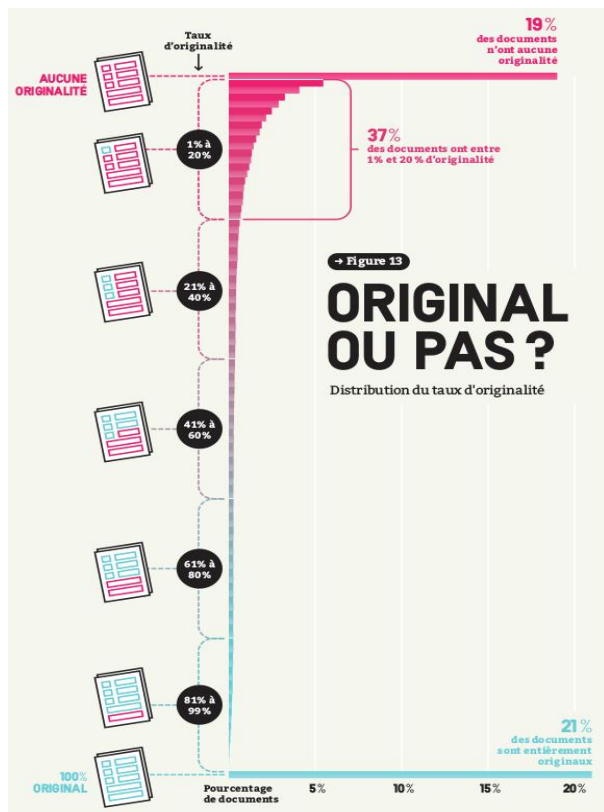 Taux
d'originalité
19%
des documents
n'ont aucune
originalité
AUCUNE
ORIGINALITÉ
1% à
20%
37%
des documents ont entre
1% et 20% d'originalité
→ Figure 13
ORIGINAL
OU PAS ?
Distribution du taux d'originalité
21% à
40%
41% à
60%
61% à
80%
81% à
99%
21%
des documents
sont entièrement
originaux
100%
ORIGINAL
Pourcentage
de documents
5%
10%
15%
20%